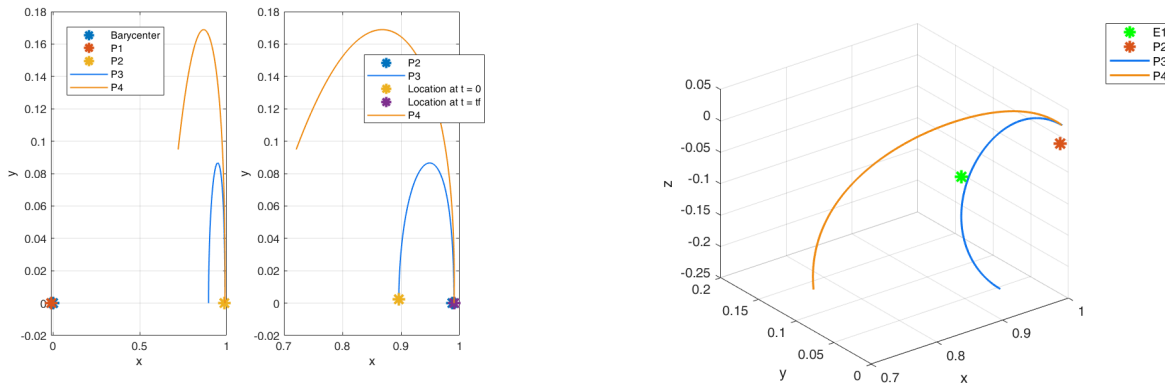 0.18
0.16
0.14
0.12
0.1
0.08
0.06
0.04
0.02
0
-0.02
y
0
0.5
1
x
Barycenter
P1
P2
P3
P4
0.18
0.16
0.14
0.12
0.1
0.08
0.06
0.04
0.02
0
-0.02
y
0.7
0.8
0.9
1
x
P2
P3
Location at t = 0
Location at t = tf
P4
0.05
0
-0.05
-0.1
-0.15
-0.2
-0.25
z
0.2
0.15
0.1
0.05
0
y
0.7
0.8
0.9
1
x
E1
P2
P3
P4